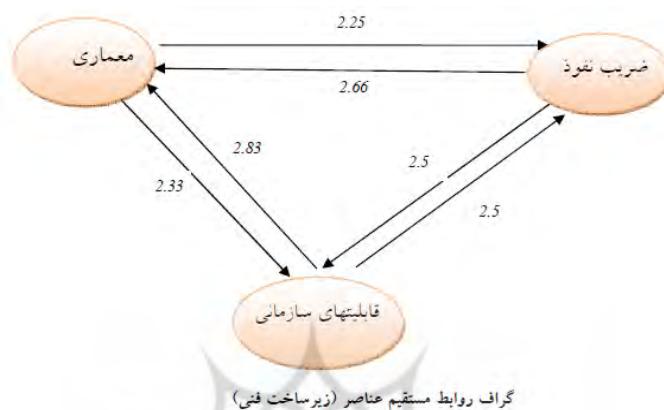 2.25
معماری
ضریب نفوذ
2.66
2.83
2.33
2.5
2.5
قابلیتهای سازمانی
گراف روابط مستقیم عناصر (زیرساخت فنی)